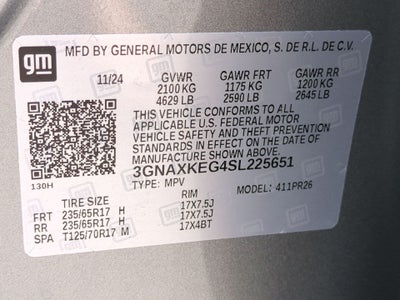 gm
MFD BY GENERAL MOTORS DE MEXICO, S. DE R.L. DE C.V.
11/24 GVWR GAWR FRT GAWR RR
2100 KG 1175 KG 1200 KG
4629 LB 2590 LB 2645 LB
THIS VEHICLE CONFORMS TO ALL
APPLICABLE U.S. FEDERAL MOTOR
VEHICLE SAFETY AND THEFT PREVENTION
STANDARDS IN EFFECT ON THE DATE OF
MANUFACTURE SHOWN ABOVE.
3GNAXKEG4SL225651
130H TYPE: MPV 411PR26
TIRE SIZE RIM
FRT 235/65R17 H 17X7.5J
RR 235/65R17 H 17X7.5J
SPA T125/70R17 M 17X4BT